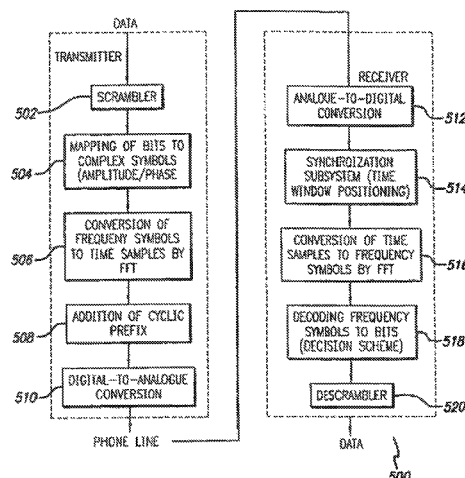 DATA
TRANSMITTER
SCRAMBLER
502
MAPPING OF BITS TO
COMPLEX SYMBOLS
(AMPLITUDE/PHASE
504
CONVERSION OF
FREQUENY SYMBOLS
TO TIME SAMPLES BY
FFT
506
ADDITION OF CYCLIC
PREFIX
508
DIGITAL-TO-ANALOGUE
CONVERSION
510
PHONE LINE
RECEIVER
ANALOUE-TO-DIGITAL
CONVERSION
512
SYNCHROIZATION
SUBSYSTEM (TIME
WINDOW POSITIONING)
514
CONVERSION OF TIME
SAMPLES TO FREQUENCY
SYMBOLS BY FFT
516
DECODING FREQUENCY
SYMBOLS TO BITS
(DECISION SCHEME)
518
DESCRAMBLER
520
DATA
500